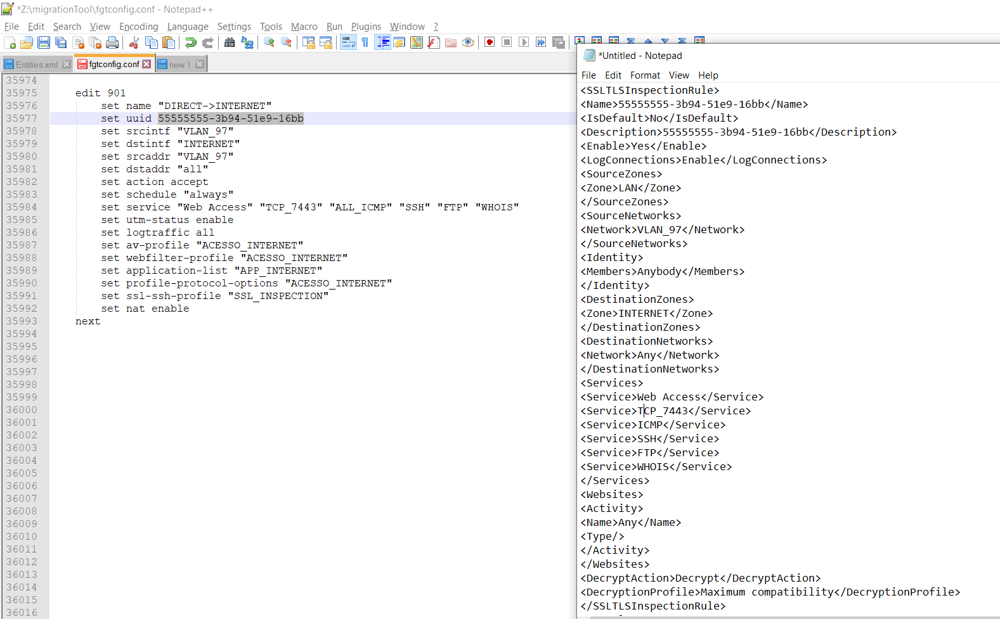 *Z:\migrationTool\fgtconfig.conf - Notepad++
File Edit Search View Encoding Language Settings Tools Macro Run Plugins Window ?
Entities.xml fgtconfig.conf new 1
35974
35975 edit 901
35976 set name "DIRECT->INTERNET"
35977 set uuid 55555555-3b94-51e9-16bb
35978 set srcintf "VLAN_97"
35979 set dstintf "INTERNET"
35980 set srcaddr "VLAN_97"
35981 set dstaddr "all"
35982 set action accept
35983 set schedule "always"
35984 set service "Web Access" "TCP_7443" "ALL_ICMP" "SSH" "FTP" "WHOIS"
35985 set utm-status enable
35986 set logtraffic all
35987 set av-profile "ACESSO_INTERNET"
35988 set webfilter-profile "ACESSO_INTERNET"
35989 set application-list "APP_INTERNET"
35990 set profile-protocol-options "ACESSO_INTERNET"
35991 set ssl-ssh-profile "SSL_INSPECTION"
35992 set nat enable
35993 next
35994
35995
35996
35997
35998
35999
36000
36001
36002
36003
36004
36005
36006
36007
36008
36009
36010
36011
36012
36013
36014
36015
36016
*Untitled - Notepad
File Edit Format View Help
<SSLTLSInspectionRule>
<Name>55555555-3b94-51e9-16bb</Name>
<IsDefault>No</IsDefault>
<Description>55555555-3b94-51e9-16bb</Description>
<Enable>Yes</Enable>
<LogConnections>Enable</LogConnections>
<SourceZones>
<Zone>LAN</Zone>
</SourceZones>
<SourceNetworks>
<Network>VLAN_97</Network>
</SourceNetworks>
<Identity>
<Members>Anybody</Members>
</Identity>
<DestinationZones>
<Zone>INTERNET</Zone>
</DestinationZones>
<DestinationNetworks>
<Network>Any</Network>
</DestinationNetworks>
<Services>
<Service>Web Access</Service>
<Service>TCP_7443</Service>
<Service>ICMP</Service>
<Service>SSH</Service>
<Service>FTP</Service>
<Service>WHOIS</Service>
</Services>
<Websites>
<Activity>
<Name>Any</Name>
<Type/>
</Activity>
</Websites>
<DecryptAction>Decrypt</DecryptAction>
<DecryptionProfile>Maximum compatibility</DecryptionProfile>
</SSLTLSInspectionRule>